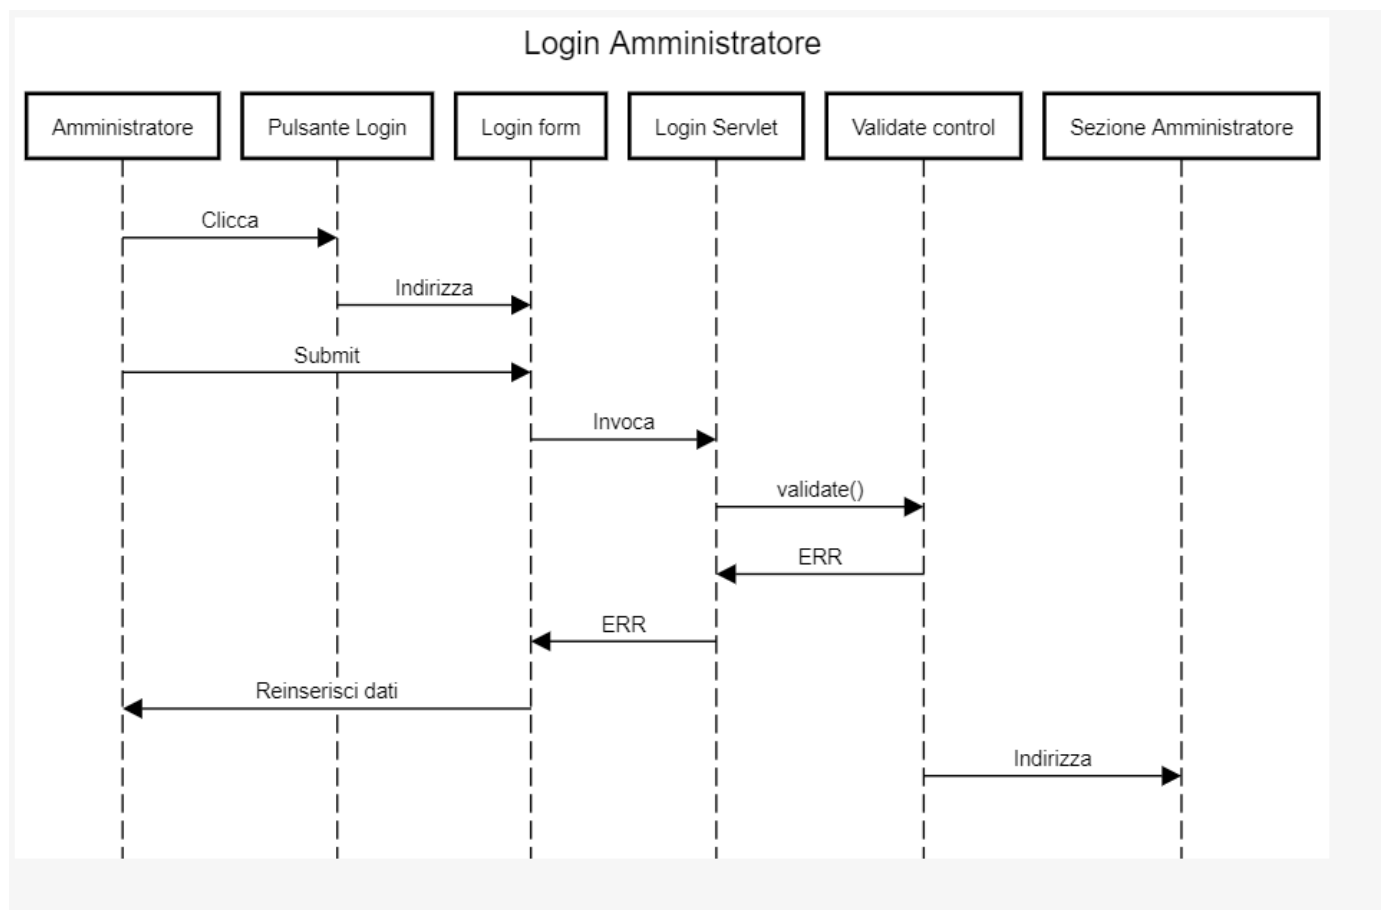 Login Amministratore
Amministratore
Pulsante Login
Login form
Login Servlet
Validate control
Sezione Amministratore
Clicca
Indirizza
Submit
Invoca
validate()
ERR
ERR
Reinserisci dati
Indirizza